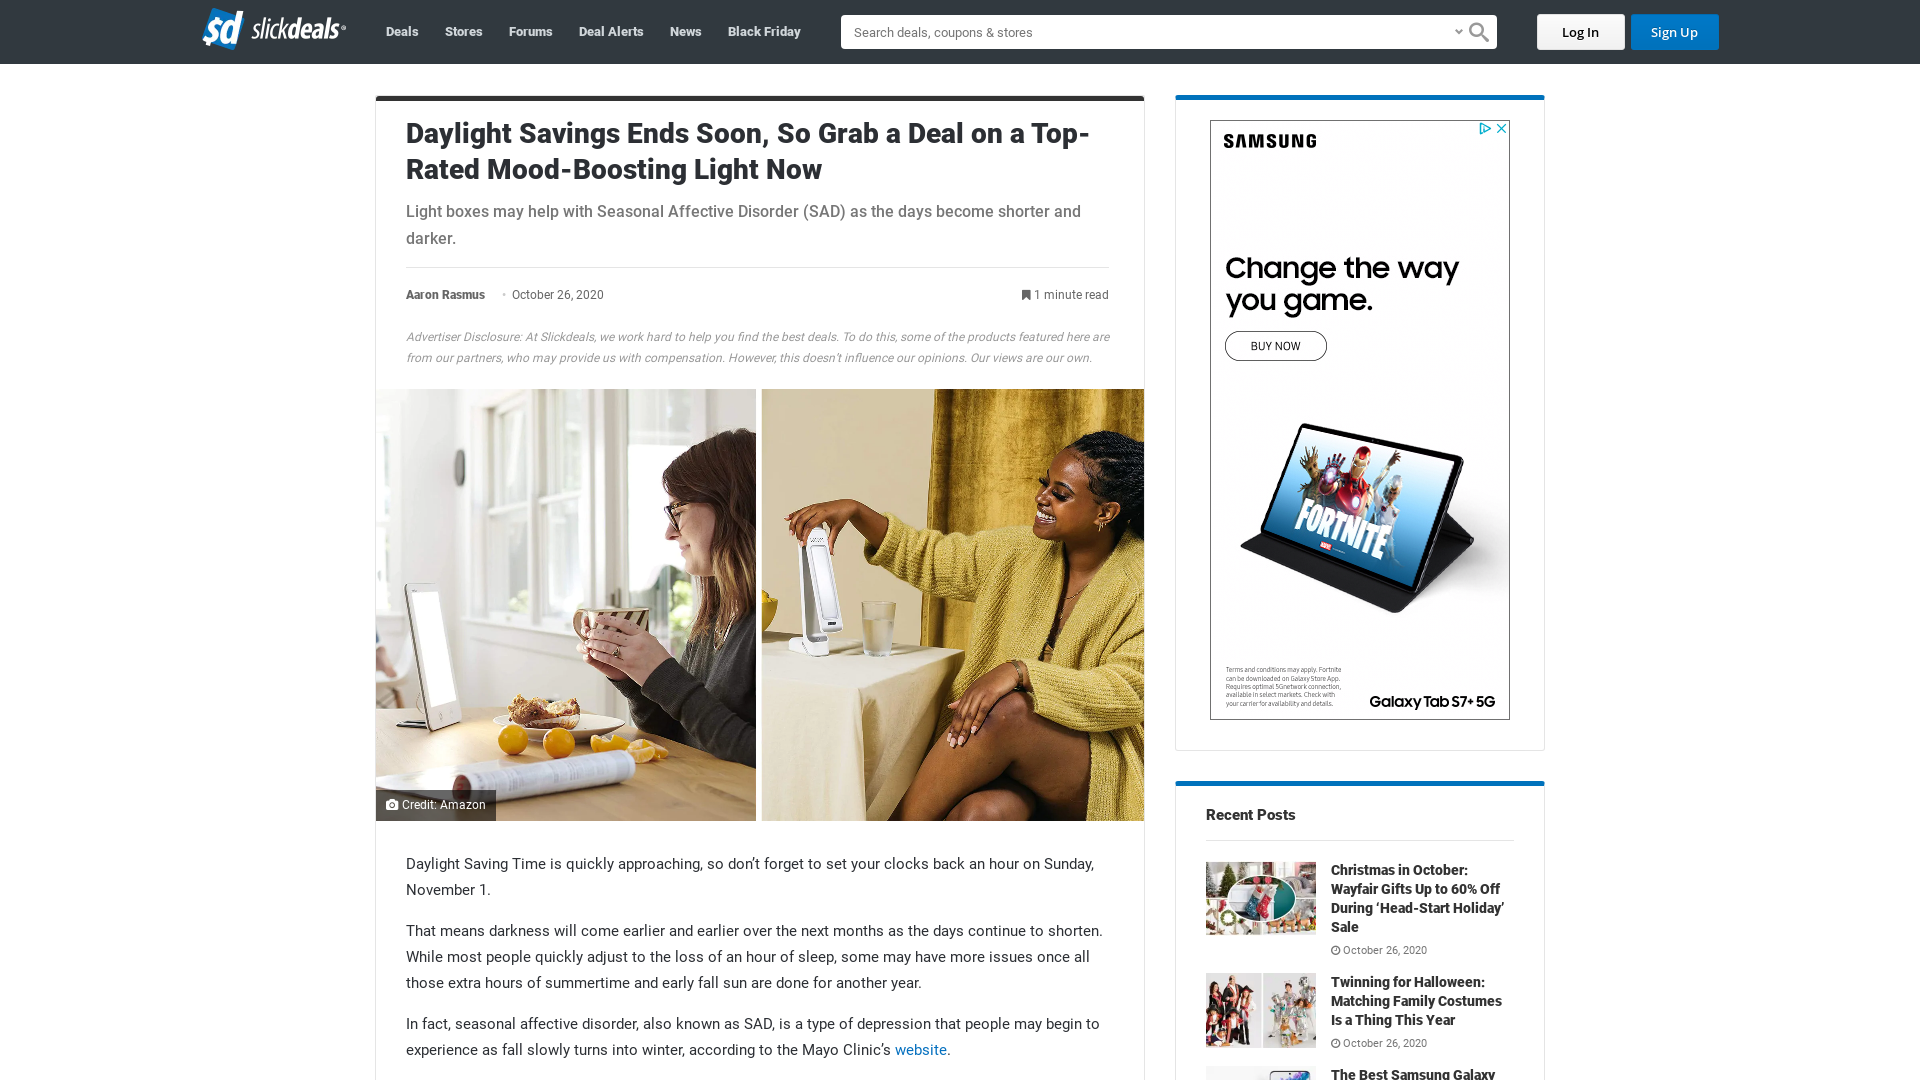 sd slickdeals
Deals
Stores
Forums
Deal Alerts
News
Black Friday
Search deals, coupons & stores
Log In
Sign Up
Daylight Savings Ends Soon, So Grab a Deal on a Top-
Rated Mood-Boosting Light Now
Light boxes may help with Seasonal Affective Disorder (SAD) as the days become shorter and
darker.
Aaron Rasmus
October 26, 2020
1 minute read
Advertiser Disclosure: At Slickdeals, we work hard to help you find the best deals. To do this, some of the products featured here are
from our partners, who may provide us with compensation. However, this doesn't influence our opinions. Our views are our own.
Credit: Amazon
Daylight Saving Time is quickly approaching, so don’t forget to set your clocks back an hour on Sunday,
November 1.
That means darkness will come earlier and earlier over the next months as the days continue to shorten.
While most people quickly adjust to the loss of an hour of sleep, some may have more issues once all
those extra hours of summertime and early fall sun are done for another year.
In fact, seasonal affective disorder, also known as SAD, is a type of depression that people may begin to
experience as fall slowly turns into winter, according to the Mayo Clinic’s website.
SAMSUNG
Change the way
you game.
BUY NOW
FORTNITE
Terms and conditions may apply. Fortnite
can be downloaded on Galaxy Store App.
Requires optimal 5G network connection,
available in select markets. Check with
your carrier for availability and details.
Galaxy Tab S7+ 5G
Recent Posts
Christmas in October:
Wayfair Gifts Up to 60% Off
During ‘Head-Start Holiday’
Sale
October 26, 2020
Twinning for Halloween:
Matching Family Costumes
Is a Thing This Year
October 26, 2020
The Best Samsung Galaxy